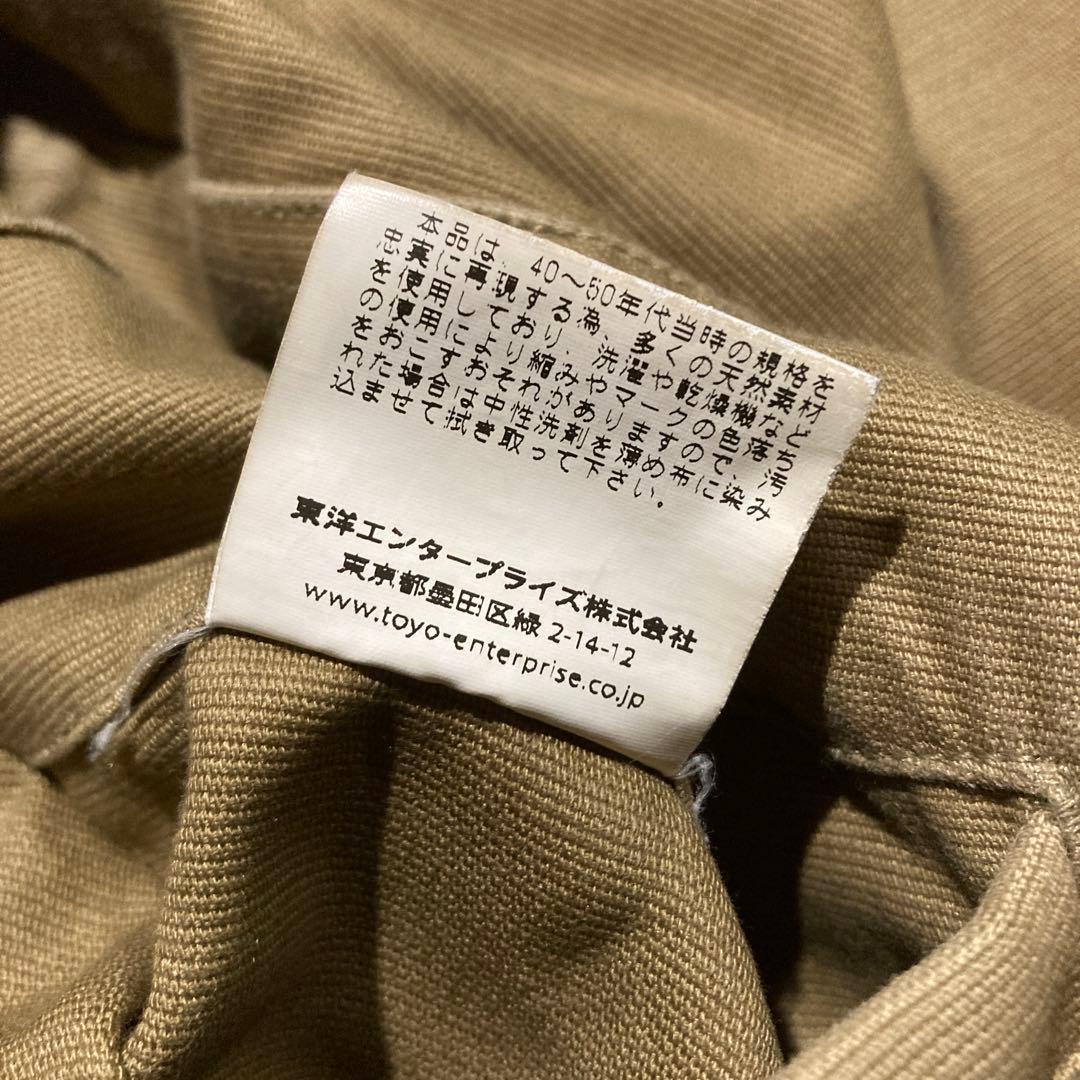 本品は、40〜50年代当時の規格を
忠実に再現する為、多くの天然素材
を使用しており、洗濯や乾燥機など
の使用により縮みやマークの色落ち
をおこすおそれがありますので、汚
れた場合は中性洗剤を薄め布に染み
込ませて拭き取って下さい。
東洋エンタープライズ株式会社
東京都墨田区緑 2-14-12
www.toyo-enterprise.co.jp